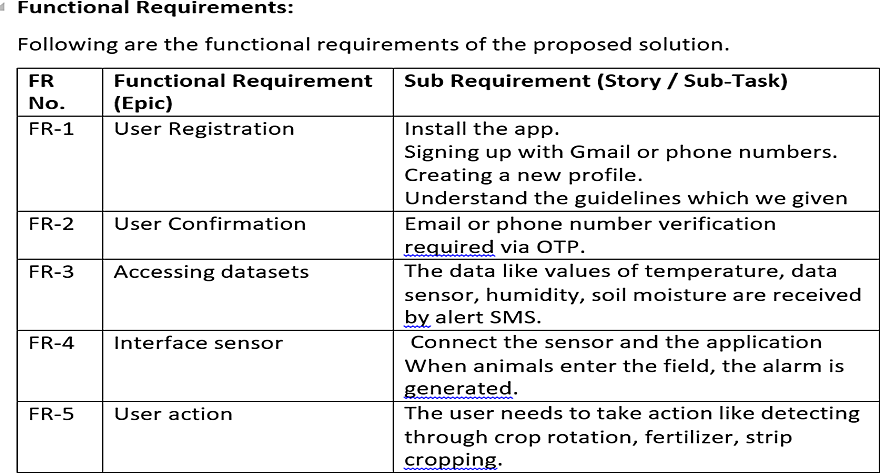 Functional Requirements:
Following are the functional requirements of the proposed solution.
FR No. | Functional Requirement (Epic) | Sub Requirement (Story / Sub-Task)
FR-1 | User Registration | Install the app.
Signing up with Gmail or phone numbers.
Creating a new profile.
Understand the guidelines which we given
FR-2 | User Confirmation | Email or phone number verification
required via OTP.
FR-3 | Accessing datasets | The data like values of temperature, data
sensor, humidity, soil moisture are received
by alert SMS.
FR-4 | Interface sensor | Connect the sensor and the application
When animals enter the field, the alarm is
generated.
FR-5 | User action | The user needs to take action like detecting
through crop rotation, fertilizer, strip
cropping.